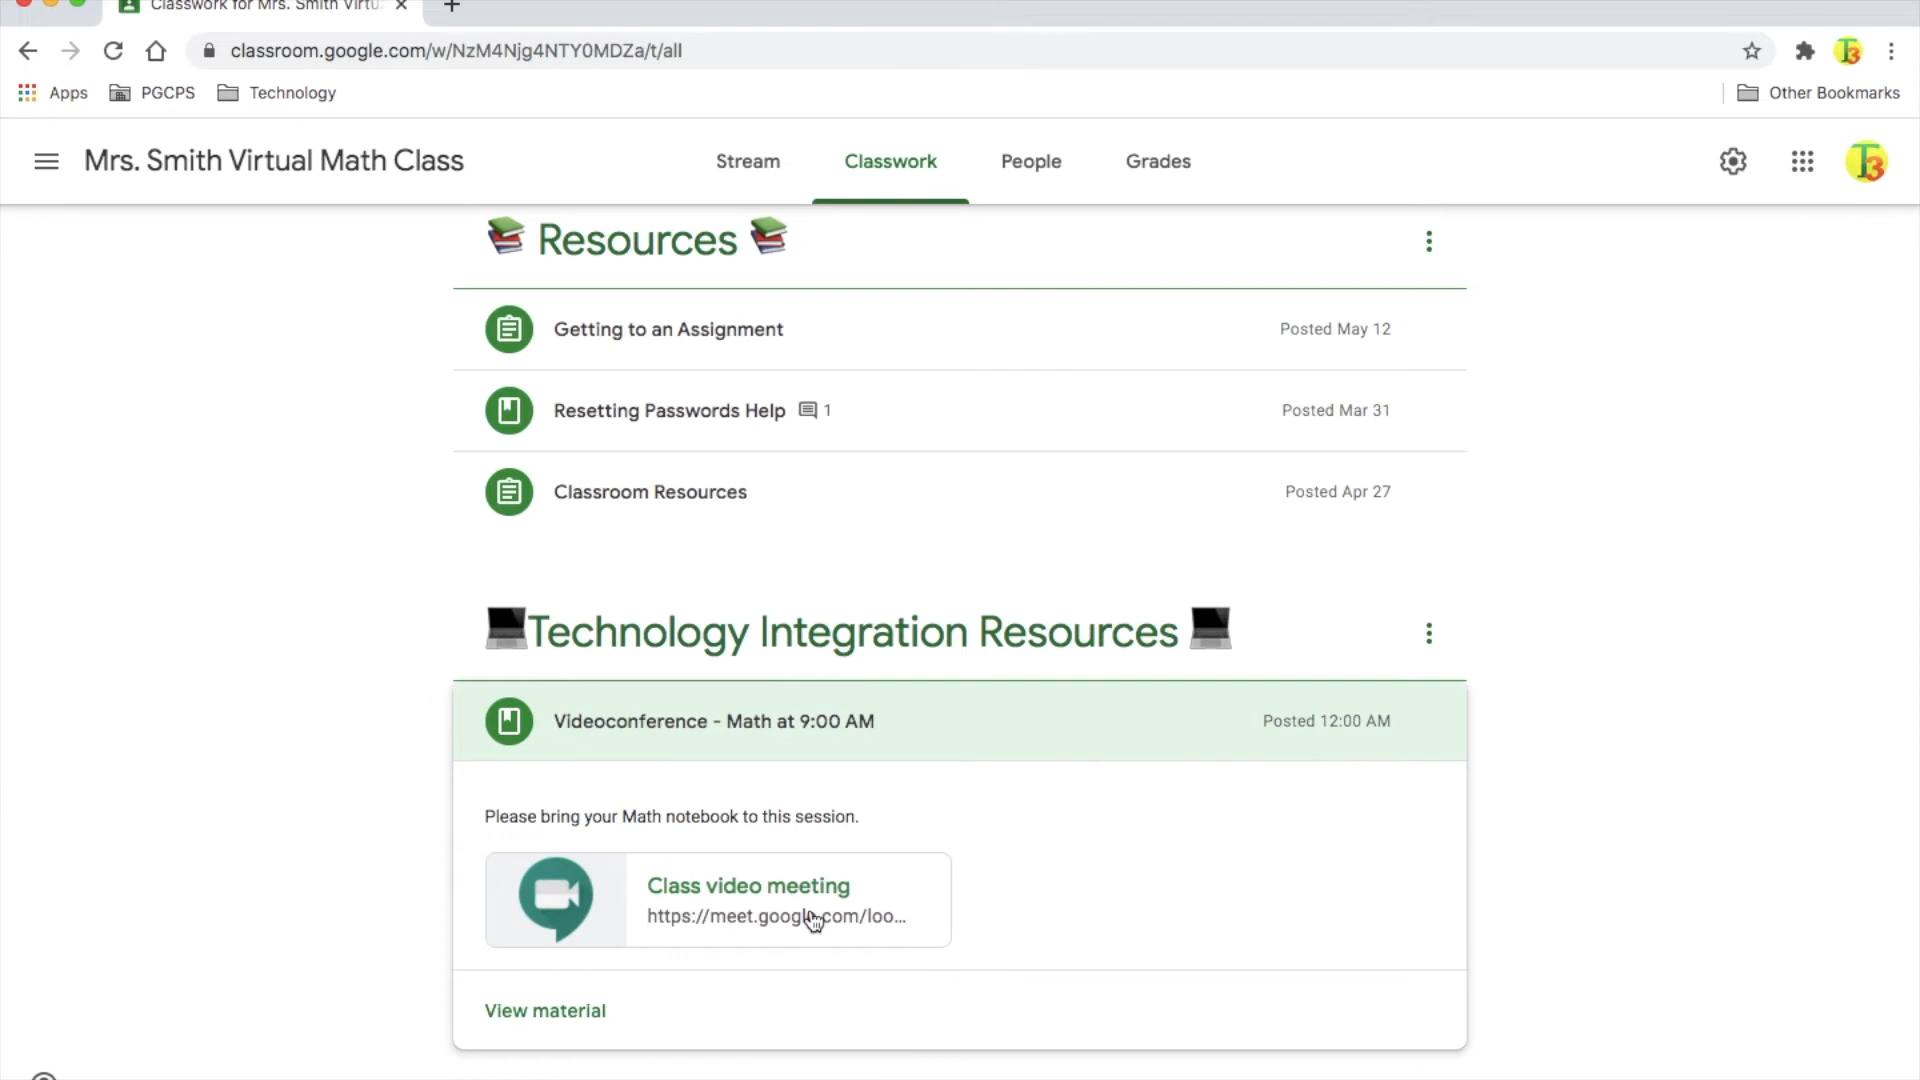 Classwork for Mrs. Smith Virtu
classroom.google.com/w/NzM4Njg4NTY0MDZa/t/all
Apps PGCPS Technology Other Bookmarks
Mrs. Smith Virtual Math Class Stream Classwork People Grades T3
Resources
Getting to an Assignment Posted May 12
Resetting Passwords Help 1 Posted Mar 31
Classroom Resources Posted Apr 27
Technology Integration Resources
Videoconference - Math at 9:00 AM Posted 12:00 AM
Please bring your Math notebook to this session.
Class video meeting
https://meet.google.com/loo...
View material